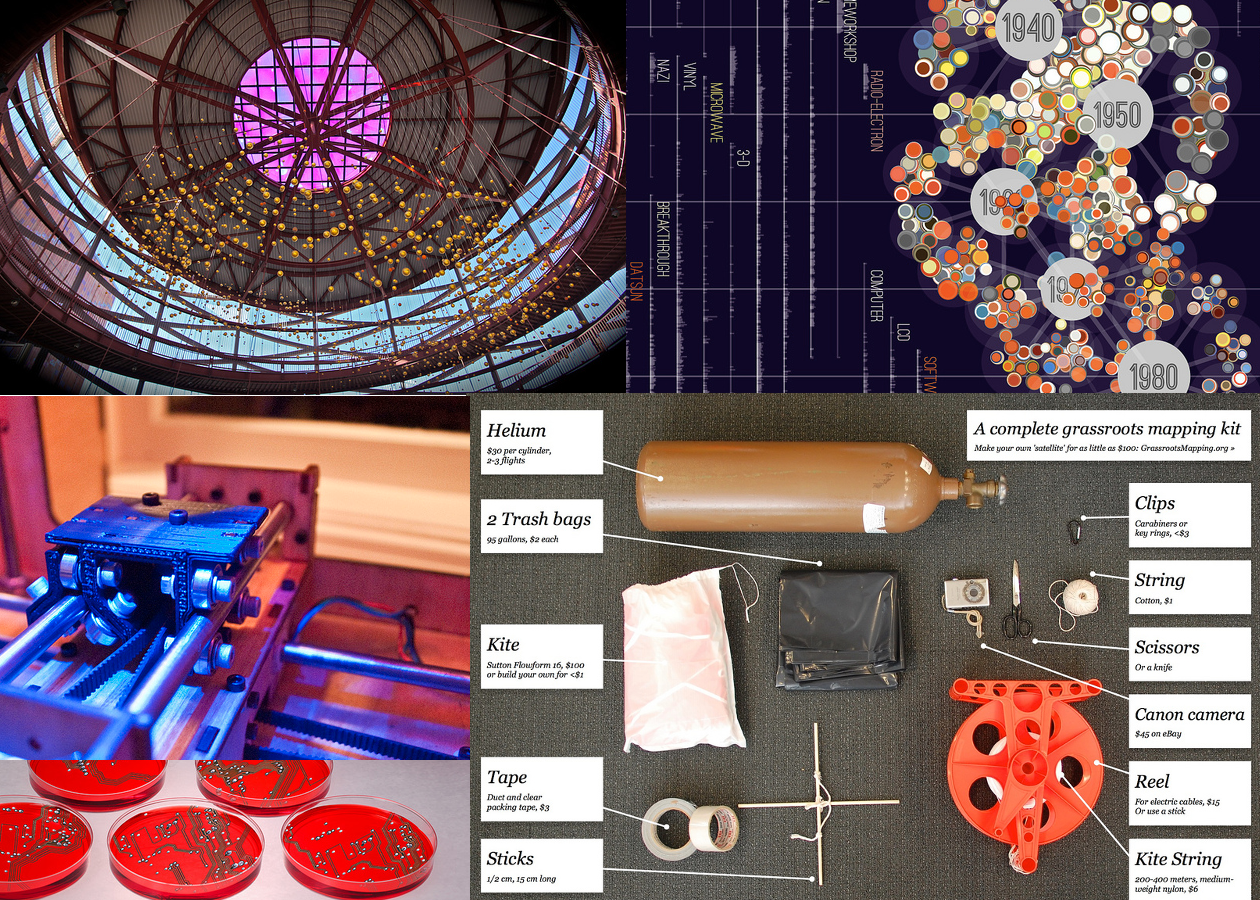 EWORKSHOP
1940
NAZI
VINYL
MICROWAVE
RADIO-ELECTRON
1950
3-D
BREAKTHROUGH
DATSUN
COMPUTER
LCD
SOFTW
1980
Helium
$30 per cylinder,
2-3 flights
A complete grassroots mapping kit
Make your own 'satellite' for as little as $100: GrassrootsMapping.org »
2 Trash bags
95 gallons, $2 each
Clips
Carabiners or
key rings, <$3
String
Cotton, $1
Kite
Sutton Flowform 16, $100
or build your own for <$1
Scissors
Or a knife
Canon camera
$45 on eBay
Tape
Duct and clear
packing tape, $3
Reel
For electric cables, $15
Or use a stick
Sticks
1/2 cm, 15 cm long
Kite String
200-400 meters, medium-
weight nylon, $6